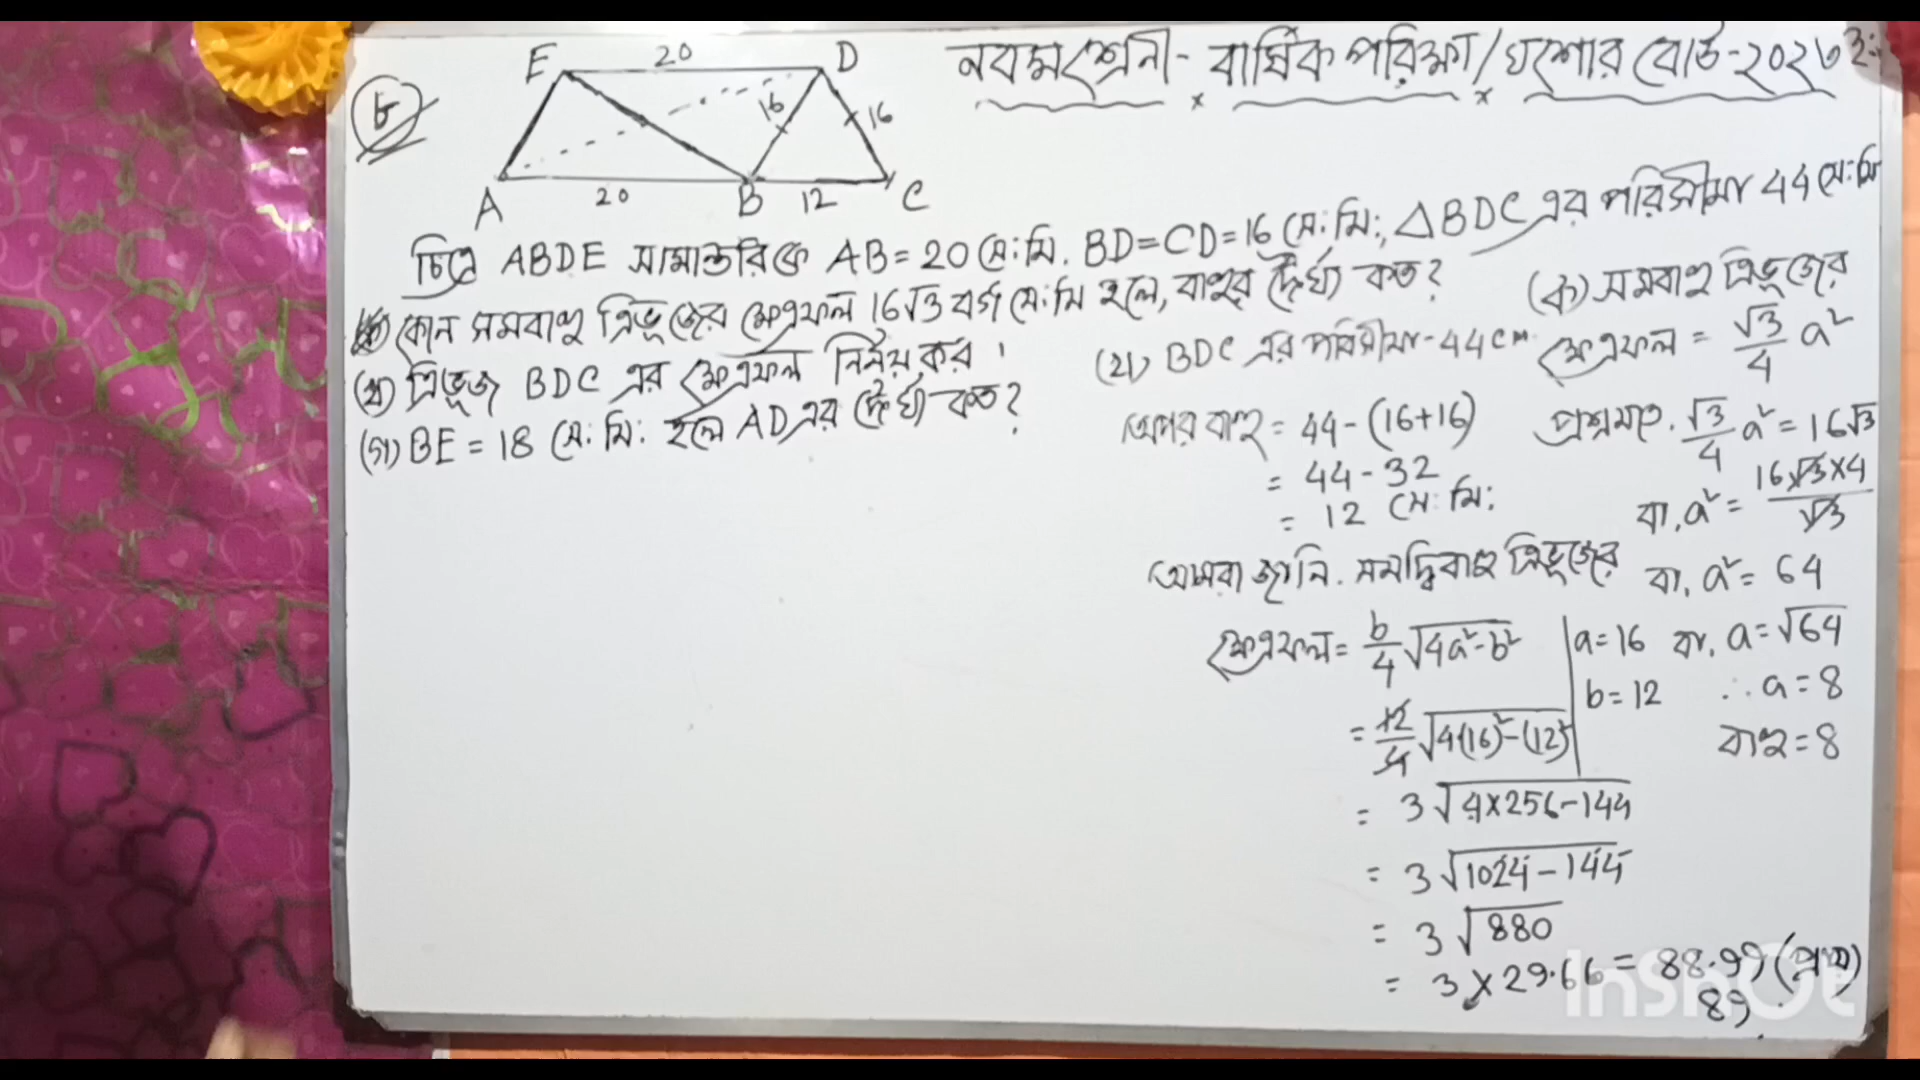 নবম শ্রেনী - বার্ষিক পরিক্ষা / যশোর বোর্ড-২০২৩ ইং
৮
E 20 D
16 16
A 20 B 12 C
চিত্রে ABDE সামান্তরিকে AB = 20 সে:মি. BD = CD = 16 সে:মি:, △BDC এর পরিসীমা 44 সে:মি
(ক) কোন সমবাহু ত্রিভূজের ক্ষেত্রফল 16√3 বর্গ সে:মি হলে, বাহুর দৈর্ঘ্য কত?
(খ) ত্রিভূজ BDC এর ক্ষেত্রফল নির্নয় কর।
(গ) BE = 18 সে: মি: হলে AD এর দৈর্ঘ্য কত?
(খ) BDC এর পরিসীমা - 44 cm
অপর বাহু = 44 - (16+16)
= 44 - 32
= 12 সে: মি:
আমরা জানি. সমদ্বিবাহু ত্রিভূজের
ক্ষেত্রফল = b/4 √4a²-b²
a = 16
b = 12
= 12/4 √4(16)²-(12)²
= 3√4×256-144
= 3√1024-144
= 3√880
= 3 × 29.66 = 88.99 (প্রায়)
89
(ক) সমবাহু ত্রিভূজের
ক্ষেত্রফল = √3/4 a²
প্রশ্নমতে. √3/4 a² = 16√3
বা, a² = 16√3×4/√3
বা, a² = 64
বা, a = √64
∴ a = 8
বাহু = 8
InShOt